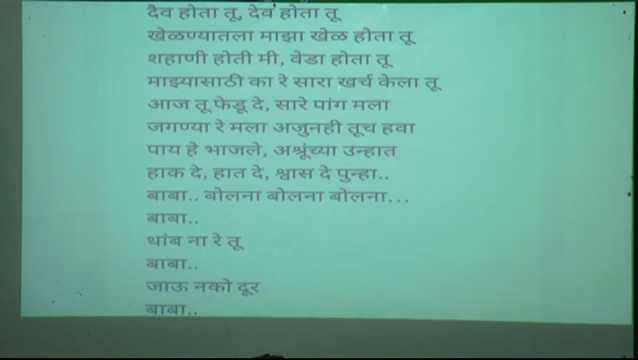 दैव होता तू, देव होता तू
खेळण्यातला माझा खेळ होता तू
शहाणी होती मी, वेडा होता तू
माझ्यासाठी का रे सारा खर्च केला तू
आज तू फेडू दे, सारे पांग मला
जगण्या रे मला अजुनही तूच हवा
पाय हे भाजले, अश्रूंच्या उन्हात
हाक दे, हात दे, श्वास दे पुन्हा..
बाबा.. बोलना बोलना बोलना...
बाबा..
थांब ना रे तू
बाबा..
जाऊ नको दूर
बाबा..